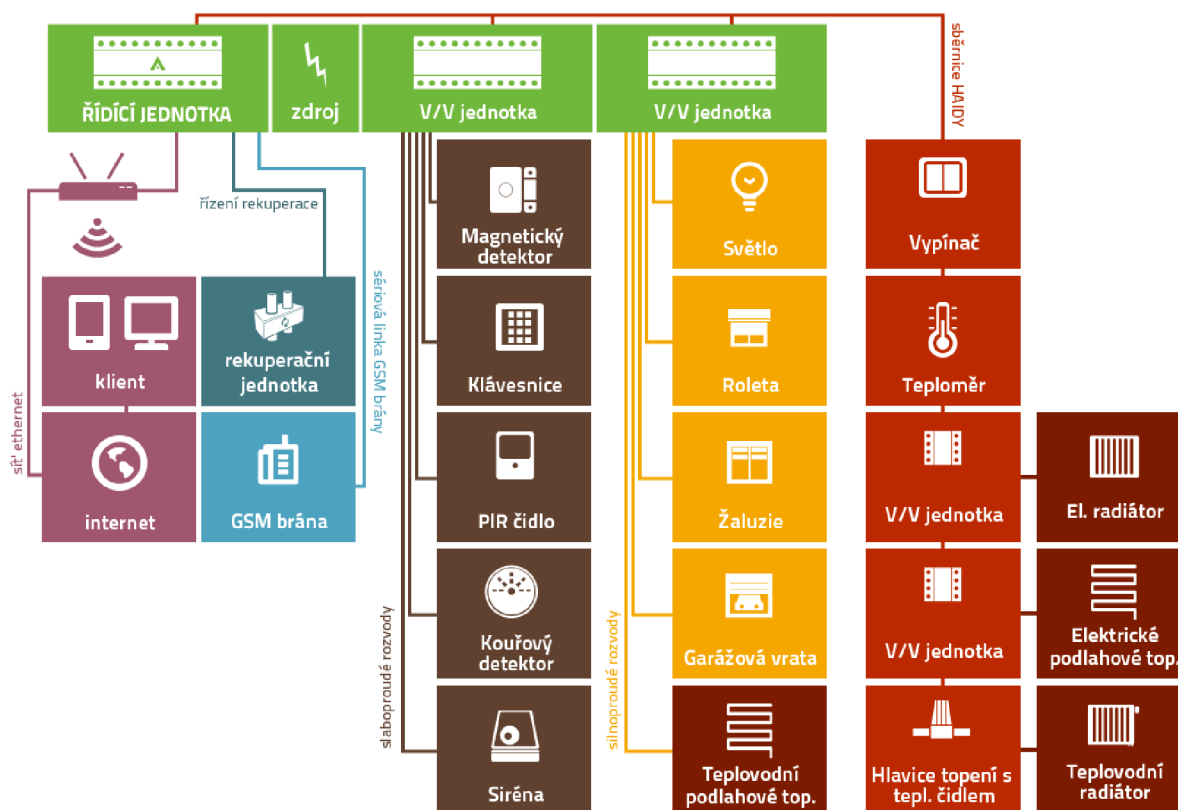 ŘÍDÍCÍ JEDNOTKA
zdroj
V/V jednotka
V/V jednotka
sběrnice HAIDY
řízení rekuperace
síť ethernet
klient
internet
rekuperační
jednotka
GSM brána
sériová linka GSM brány
slaboproudé rozvody
Magnetický
detektor
Klávesnice
PIR čidlo
Kouřový
detektor
Siréna
silnoproudé rozvody
Světlo
Roleta
Žaluzie
Garážová vrata
Teplovodní
podlahové top.
Vypínač
Teploměr
V/V jednotka
El. radiátor
V/V jednotka
Elektrické
podlahové top.
Hlavice topení s
tepl. čidlem
Teplovodní
radiátor